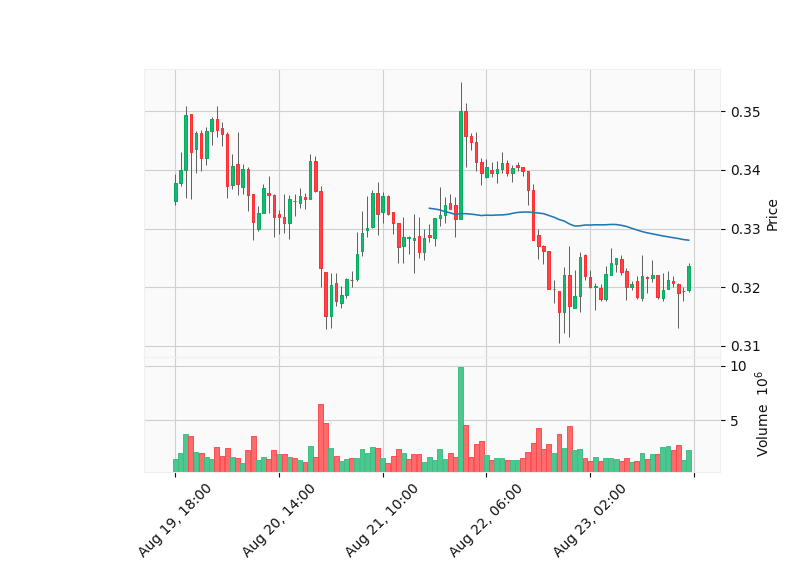 0.35
0.34
0.33
0.32
0.31
Price
10
5
Volume 10^6
Aug 19, 18:00
Aug 20, 14:00
Aug 21, 10:00
Aug 22, 06:00
Aug 23, 02:00